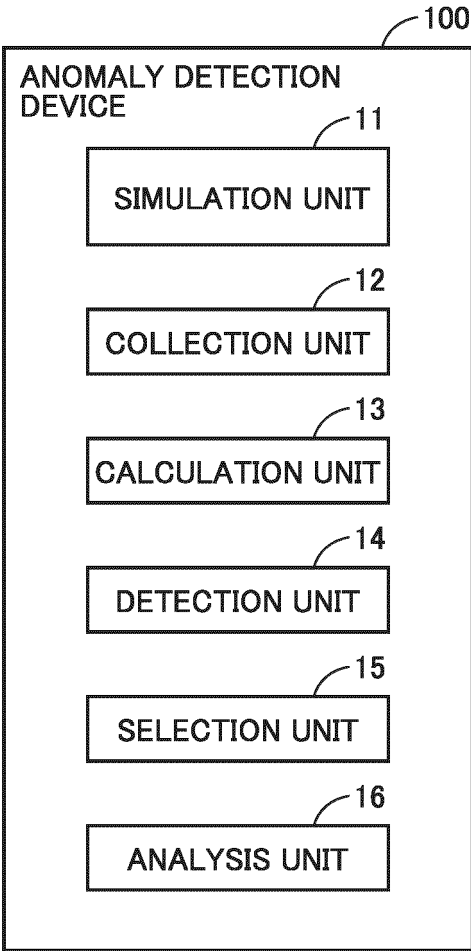 100
ANOMALY DETECTION
DEVICE
11
SIMULATION UNIT
12
COLLECTION UNIT
13
CALCULATION UNIT
14
DETECTION UNIT
15
SELECTION UNIT
16
ANALYSIS UNIT